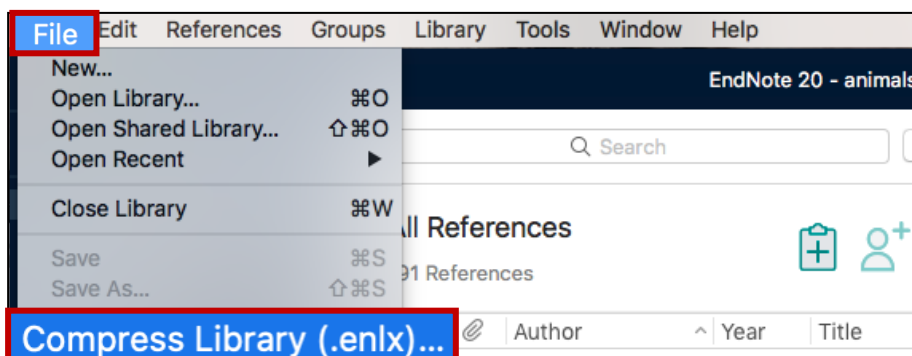 File Edit References Groups Library Tools Window Help
EndNote 20 - animals
New...
Open Library... ⌘O
Open Shared Library... ⇧⌘O
Open Recent ▶
Close Library ⌘W
Save ⌘S
Save As... ⇧⌘S
Compress Library (.enlx)...
Search
All References
91 References
Author ^ Year Title